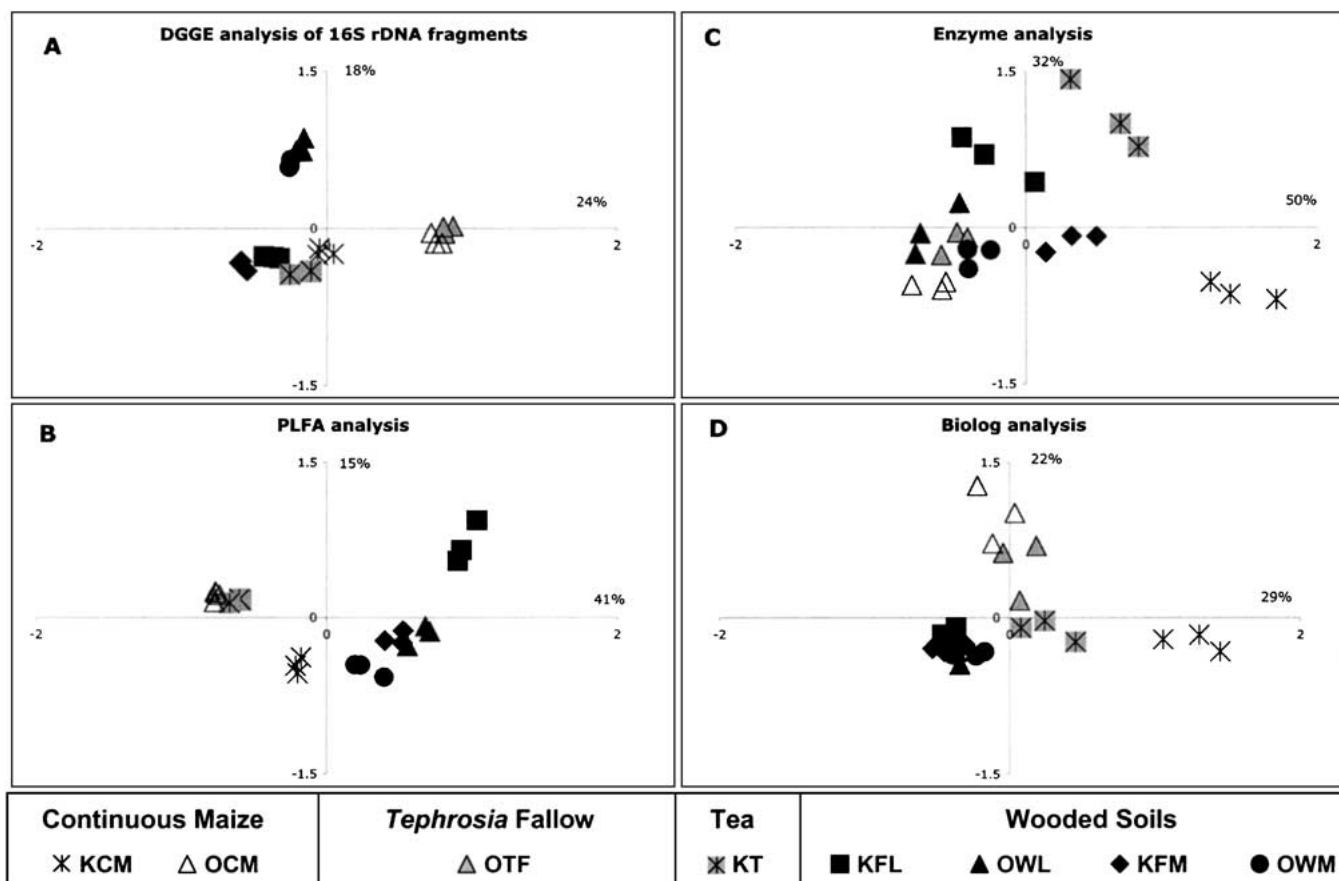 A
DGGE analysis of 16S rDNA fragments
1.5
18%
24%
-2
0
2
-1.5
B
PLFA analysis
1.5
15%
41%
-2
0
2
-1.5
C
Enzyme analysis
1.5
32%
50%
-2
0
2
-1.5
D
Biolog analysis
1.5
22%
29%
-2
0
2
-1.5
Continuous Maize
KCM OCM
Tephrosia Fallow
OTF
Tea
KT
Wooded Soils
KFL OWL KFM OWM